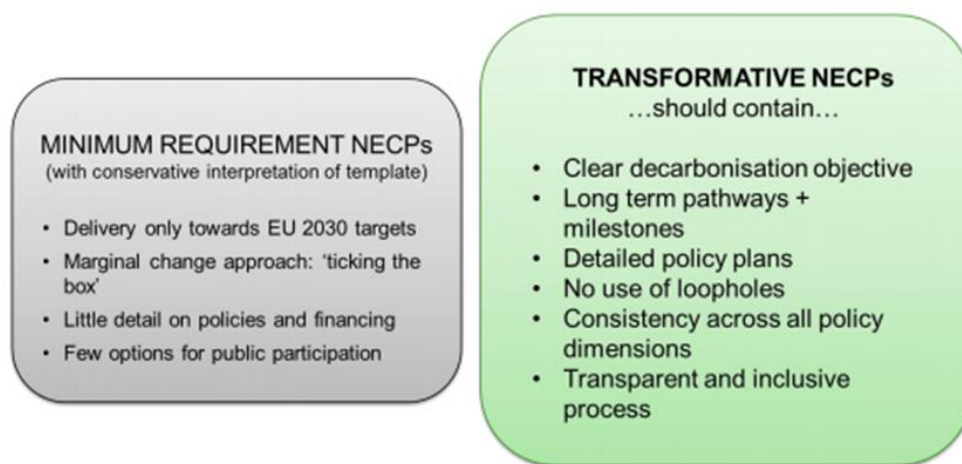 MINIMUM REQUIREMENT NECPs
(with conservative interpretation of template)
• Delivery only towards EU 2030 targets
• Marginal change approach: ‘ticking the
box’
• Little detail on policies and financing
• Few options for public participation
TRANSFORMATIVE NECPs
…should contain…
• Clear decarbonisation objective
• Long term pathways +
milestones
• Detailed policy plans
• No use of loopholes
• Consistency across all policy
dimensions
• Transparent and inclusive
process